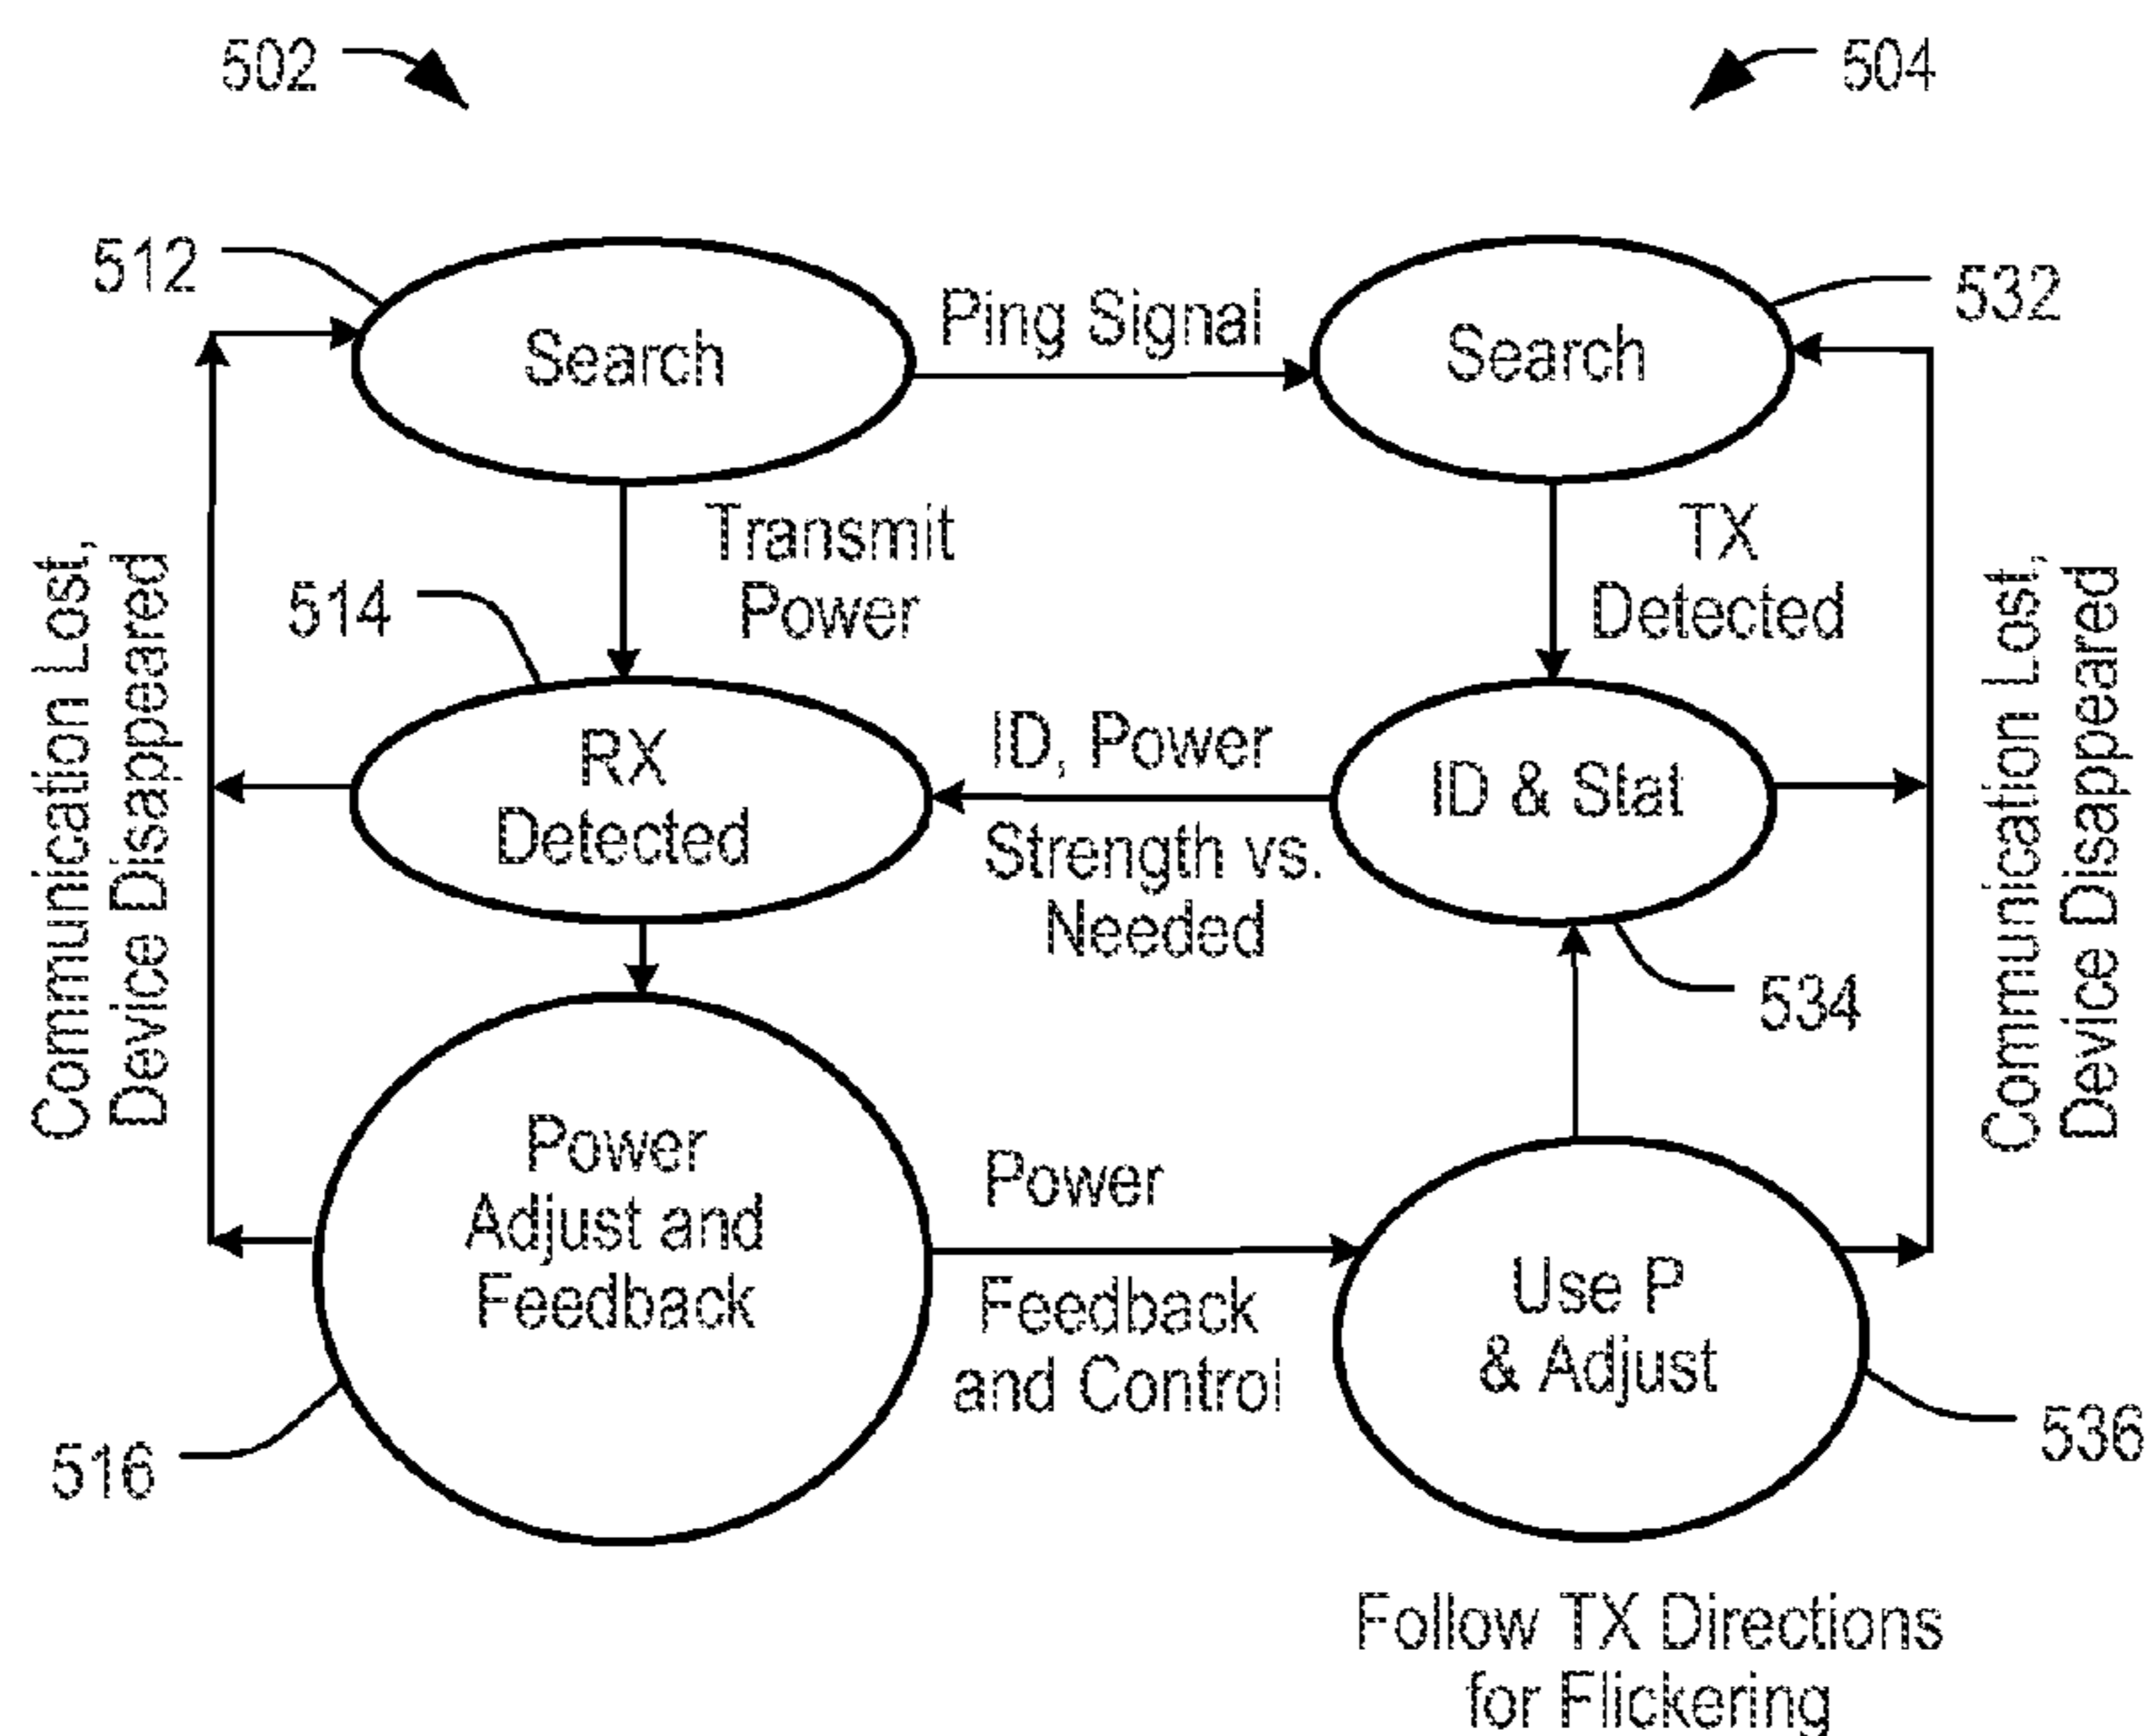 502
504
512
Search
Ping Signal
Search
532
Transmit
Power
TX
Detected
514
Communication Lost,
Device Disappeared
RX
Detected
ID, Power
Strength vs.
Needed
ID & Stat
534
Communication Lost,
Device Disappeared
Power
Adjust and
Feedback
Power
Feedback
and Control
Use P
& Adjust
516
536
Follow TX Directions
for Flickering